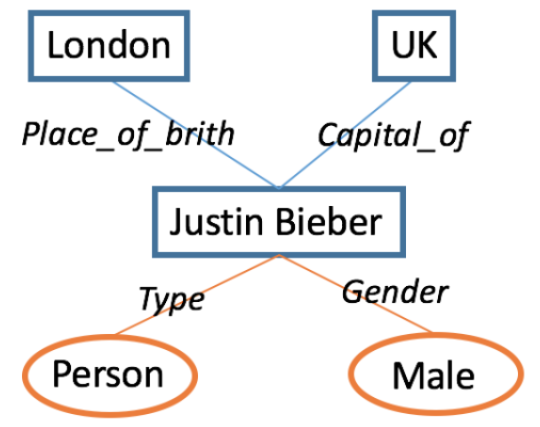 London
UK
Place_of_brith
Capital_of
Justin Bieber
Type
Gender
Person
Male